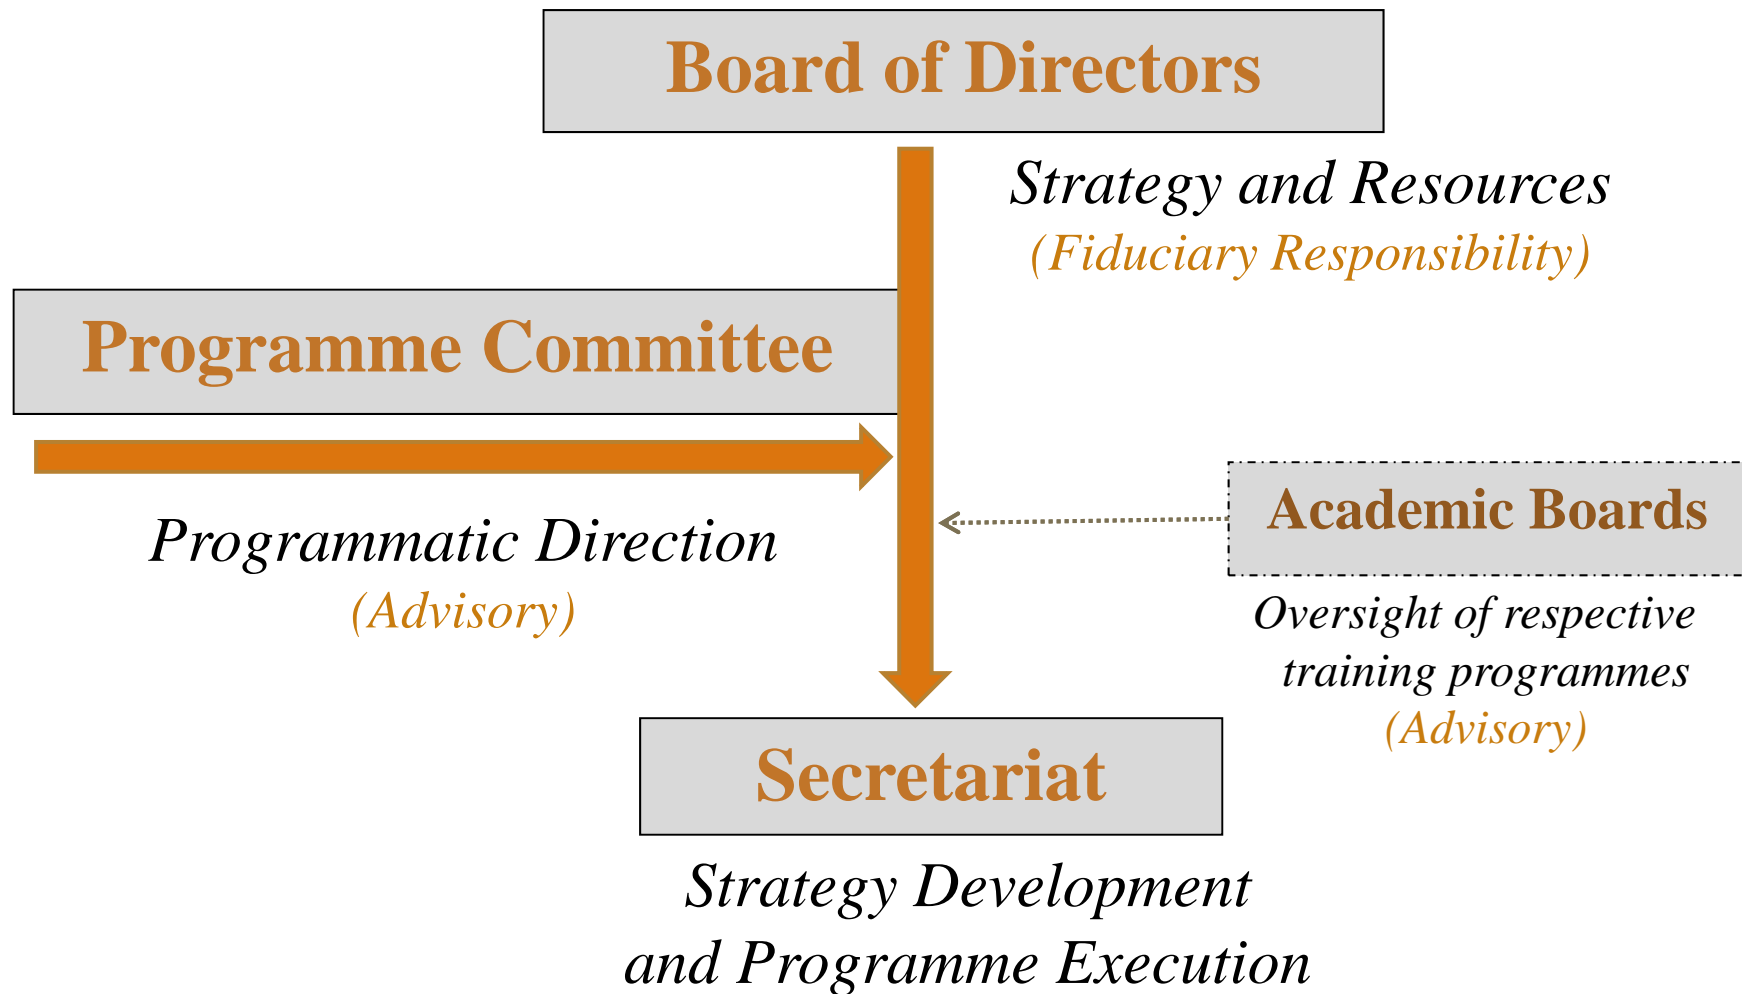 Board of Directors
Strategy and Resources
(Fiduciary Responsibility)
Programme Committee
Programmatic Direction
(Advisory)
Academic Boards
Oversight of respective
training programmes
(Advisory)
Secretariat
Strategy Development
and Programme Execution